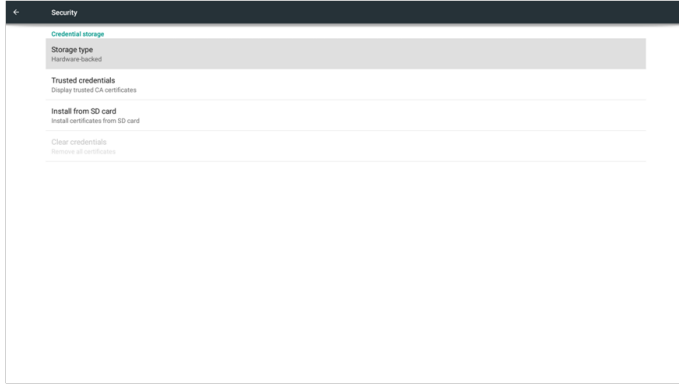 Security
Credential storage
Storage type
Hardware-backed
Trusted credentials
Display trusted CA certificates
Install from SD card
Install certificates from SD card
Clear credentials
Remove all certificates